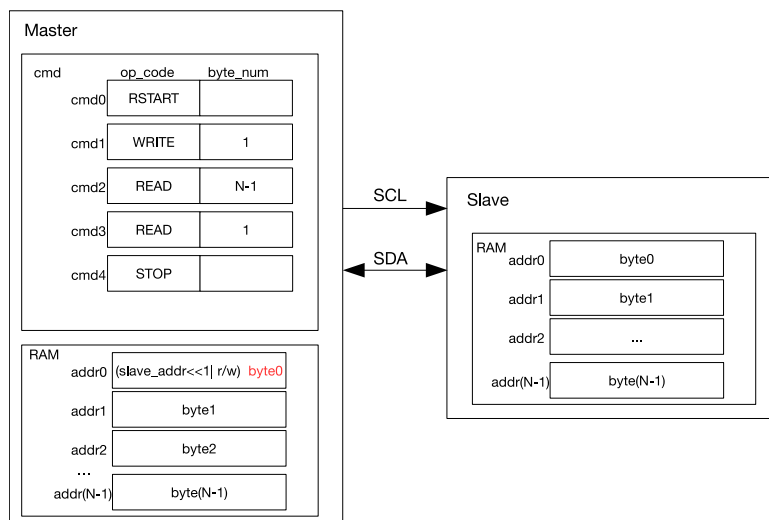 Master
cmd op_code byte_num
cmd0 RSTART
cmd1 WRITE 1
cmd2 READ N-1
cmd3 READ 1
cmd4 STOP
RAM
addr0 (slave_addr<<1| r/w) byte0
addr1 byte1
addr2 byte2
...
addr(N-1) byte(N-1)
SCL
SDA
Slave
RAM
addr0 byte0
addr1 byte1
addr2 ...
addr(N-1) byte(N-1)